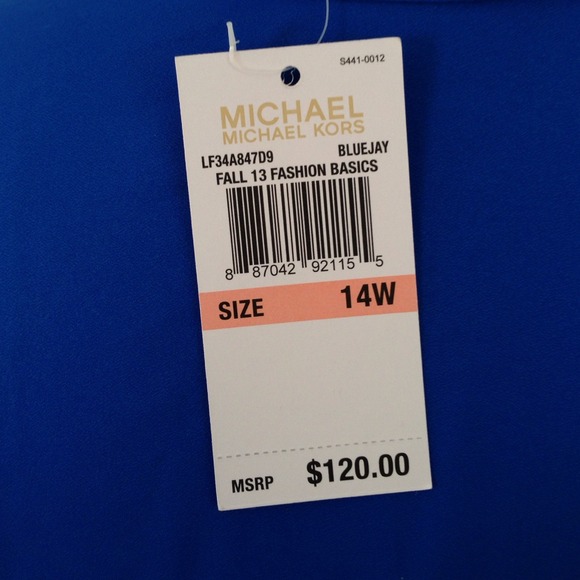 S441-0012
MICHAEL
MICHAEL KORS
LF34A847D9 BLUEJAY
FALL 13 FASHION BASICS
8 87042 92115 5
SIZE 14W
MSRP $120.00